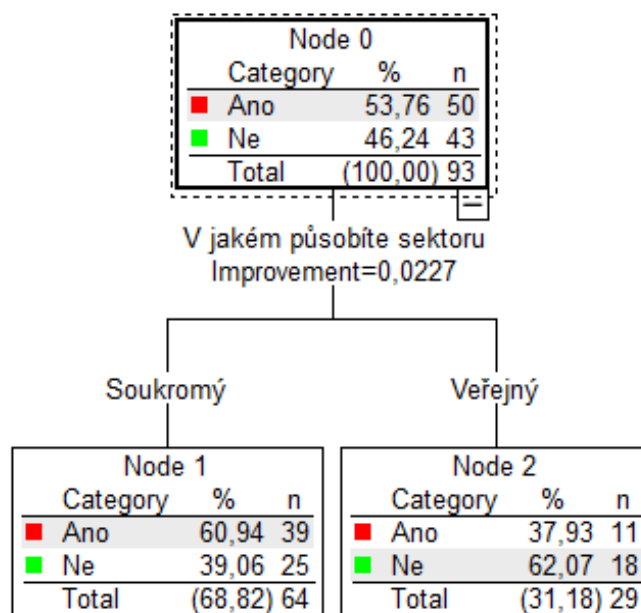 Node 0
Category % n
Ano 53,76 50
Ne 46,24 43
Total (100,00) 93
V jakém působíte sektoru
Improvement=0,0227
Soukromý
Veřejný
Node 1
Category % n
Ano 60,94 39
Ne 39,06 25
Total (68,82) 64
Node 2
Category % n
Ano 37,93 11
Ne 62,07 18
Total (31,18) 29